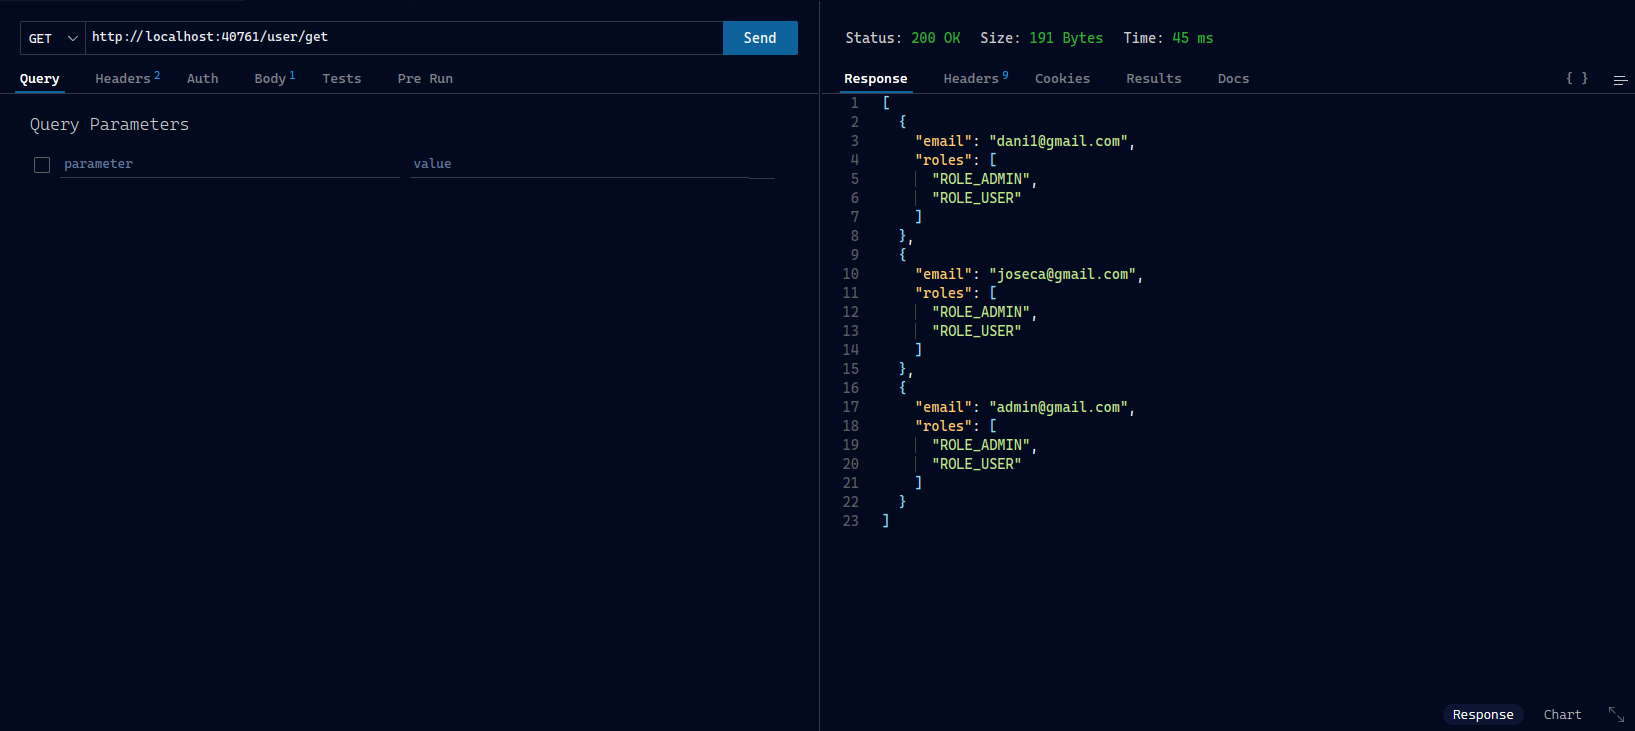 GET http://localhost:40761/user/get Send
Query Headers 2 Auth Body 1 Tests Pre Run
Query Parameters
parameter value
Status: 200 OK Size: 191 Bytes Time: 45 ms
Response Headers 9 Cookies Results Docs { }
1 [
2 {
3 "email": "dani1@gmail.com",
4 "roles": [
5 "ROLE_ADMIN",
6 "ROLE_USER"
7 ]
8 },
9 {
10 "email": "joseca@gmail.com",
11 "roles": [
12 "ROLE_ADMIN",
13 "ROLE_USER"
14 ]
15 },
16 {
17 "email": "admin@gmail.com",
18 "roles": [
19 "ROLE_ADMIN",
20 "ROLE_USER"
21 ]
22 }
23 ]
Response Chart